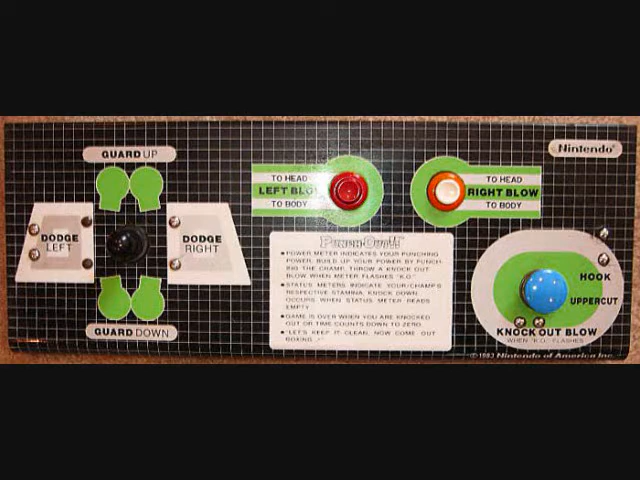 GUARD UP
Nintendo®
TO HEAD
LEFT BLO
TO BODY
TO HEAD
RIGHT BLOW
TO BODY
DODGE
LEFT
DODGE
RIGHT
PUNCH-OUT!!
• POWER METER INDICATES YOUR PUNCHING
POWER. BUILD UP YOUR POWER BY PUNCH-
ING THE CHAMP. THROW A KNOCK OUT
BLOW WHEN METER FLASHES "K.O."
• STATUS METERS INDICATE YOUR/CHAMP'S
RESPECTIVE STAMINA. KNOCK DOWN
OCCURS WHEN STATUS METER READS
EMPTY.
• GAME IS OVER WHEN YOU ARE KNOCKED
OUT OR TIME COUNTS DOWN TO ZERO.
• "LET'S KEEP IT CLEAN, NOW COME OUT
BOXING..!"
HOOK
UPPERCUT
KNOCK OUT BLOW
WHEN "K.O." FLASHES
GUARD DOWN
©1983 Nintendo of America Inc.